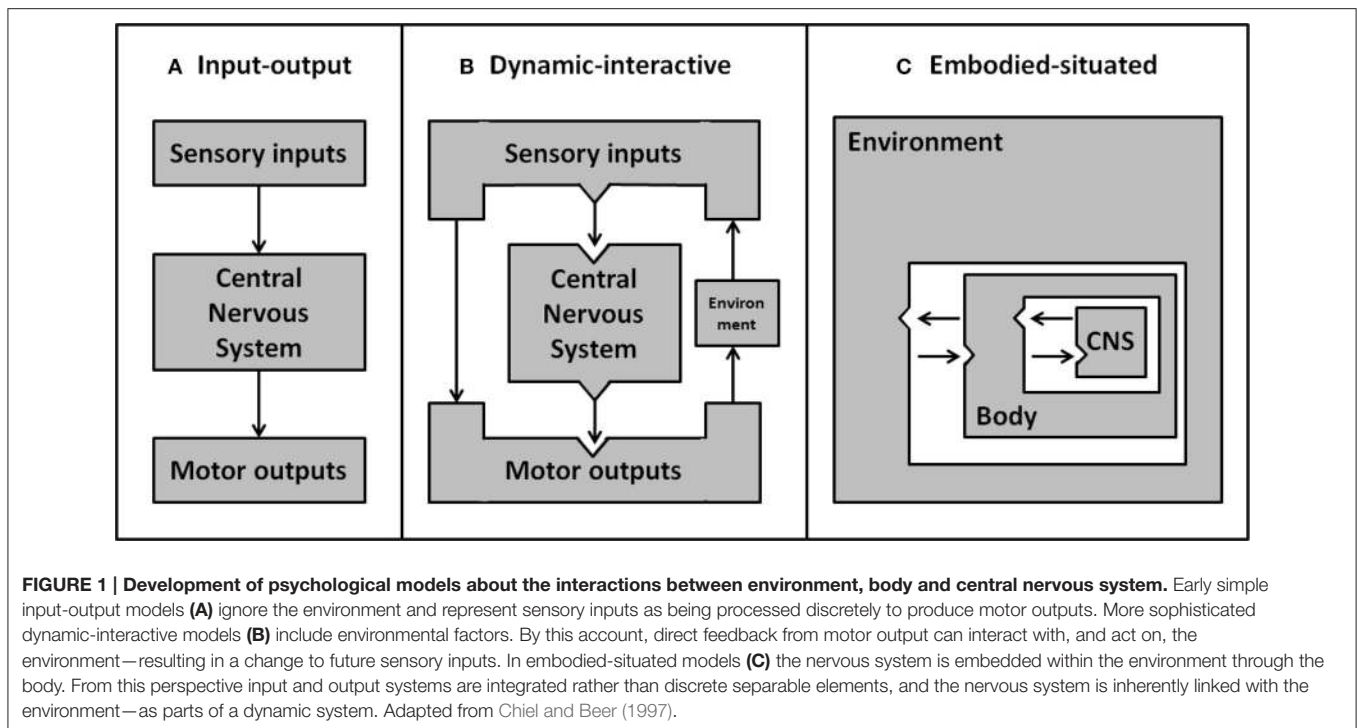 A Input-output
Sensory inputs
Central
Nervous
System
Motor outputs
B Dynamic-interactive
Sensory inputs
Central
Nervous
System
Environ
ment
Motor outputs
C Embodied-situated
Environment
CNS
Body
FIGURE 1 | Development of psychological models about the interactions between environment, body and central nervous system. Early simple
input-output models (A) ignore the environment and represent sensory inputs as being processed discretely to produce motor outputs. More sophisticated
dynamic-interactive models (B) include environmental factors. By this account, direct feedback from motor output can interact with, and act on, the
environment—resulting in a change to future sensory inputs. In embodied-situated models (C) the nervous system is embedded within the environment through the
body. From this perspective input and output systems are integrated rather than discrete separable elements, and the nervous system is inherently linked with the
environment—as parts of a dynamic system. Adapted from Chiel and Beer (1997).